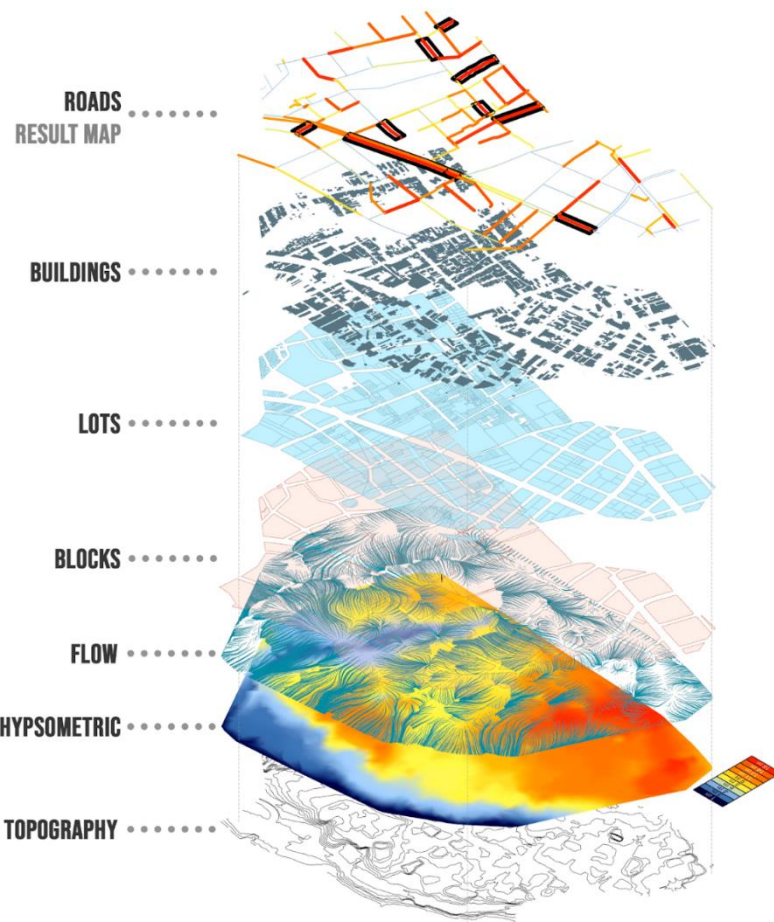 ROADS
RESULT MAP
BUILDINGS
LOTS
BLOCKS
FLOW
HYPSOMETRIC
TOPOGRAPHY